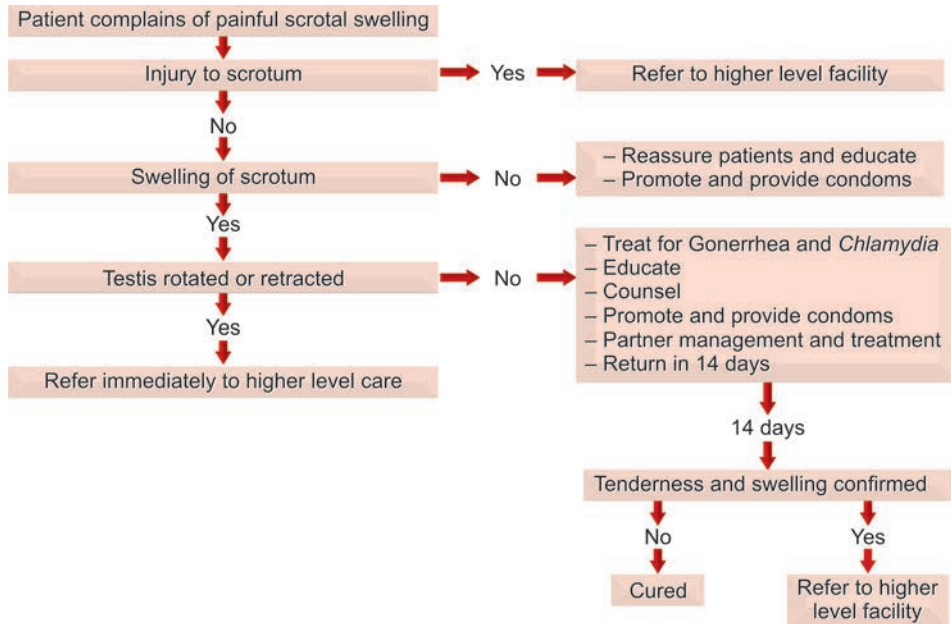 Patient complains of painful scrotal swelling
Injury to scrotum
Yes
Refer to higher level facility
No
Swelling of scrotum
No
– Reassure patients and educate
– Promote and provide condoms
Yes
Testis rotated or retracted
No
– Treat for Gonerrhea and Chlamydia
– Educate
– Counsel
– Promote and provide condoms
– Partner management and treatment
– Return in 14 days
Yes
Refer immediately to higher level care
14 days
Tenderness and swelling confirmed
No
Yes
Cured
Refer to higher
level facility